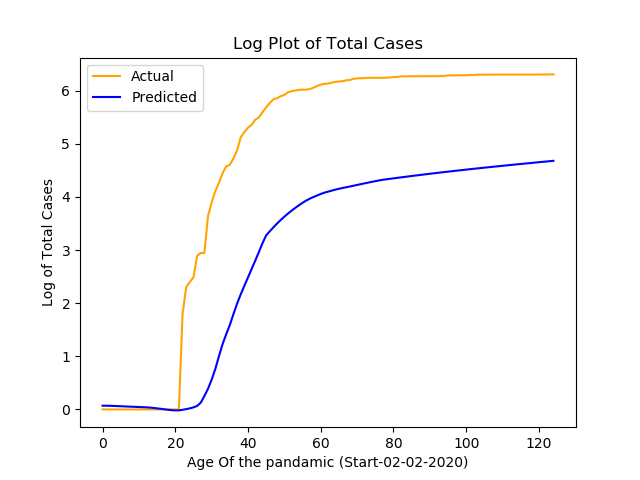 Log Plot of Total Cases
Actual
Predicted
6
5
4
3
2
1
0
Log of Total Cases
0 20 40 60 80 100 120
Age Of the pandamic (Start-02-02-2020)